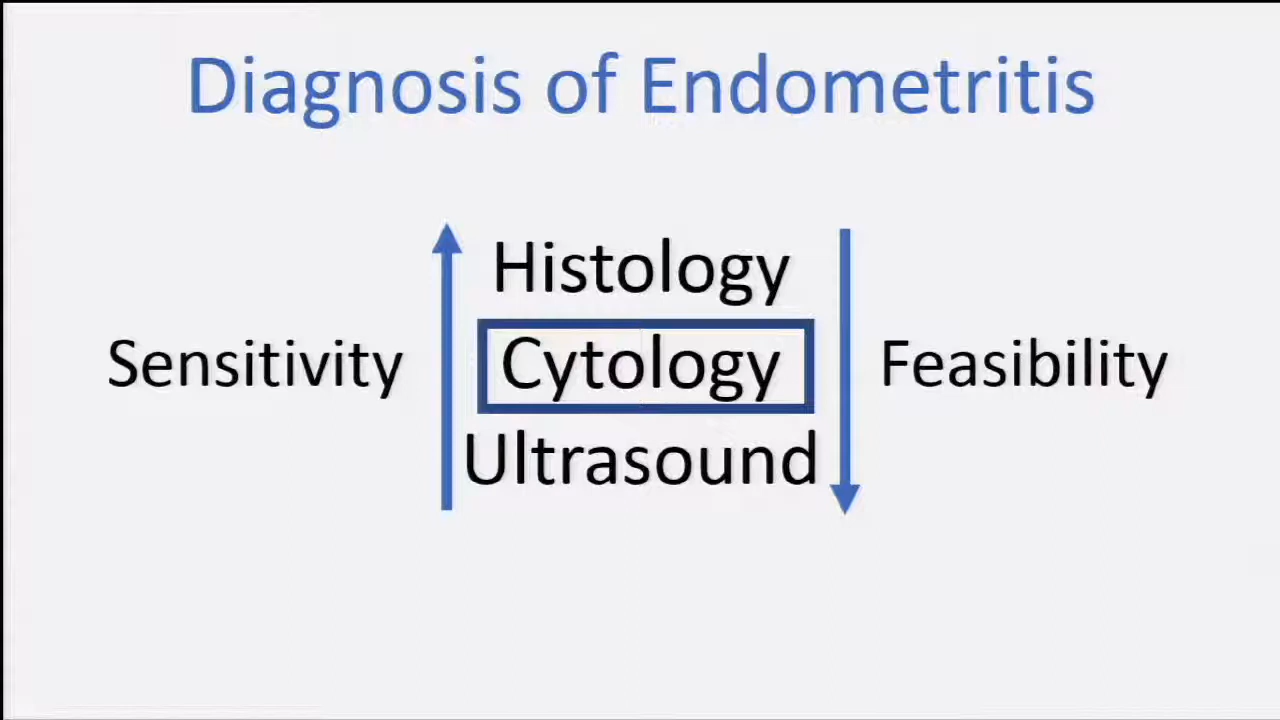 Diagnosis of Endometritis
Histology
Sensitivity Cytology Feasibility
Ultrasound